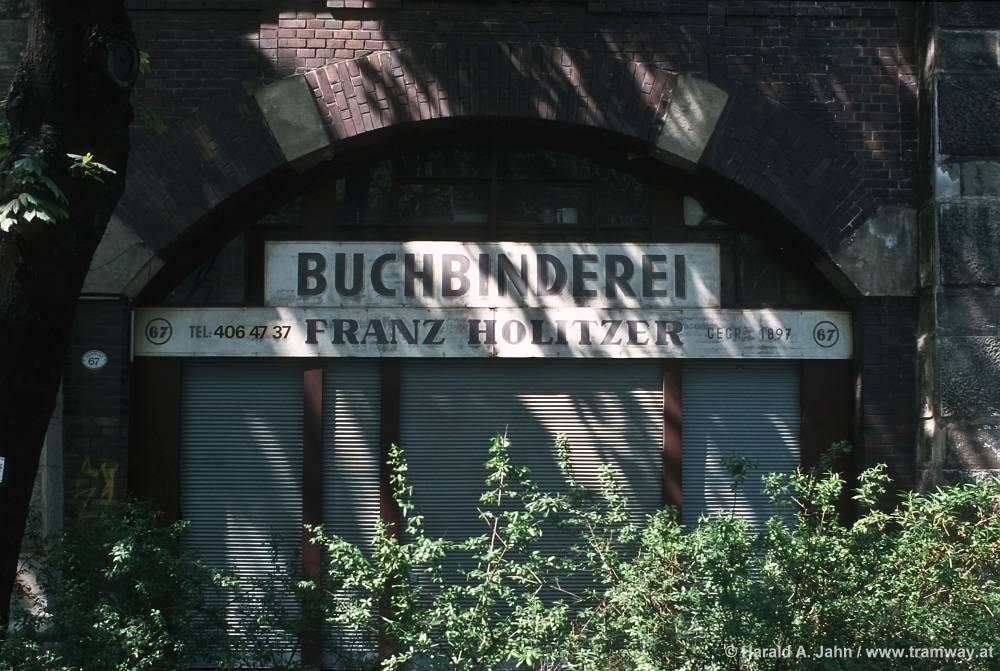 BUCHBINDEREI
67 TEL: 406 47 37 FRANZ HOLITZER GEGR. 1897 67
67
© Harald A. Jahn / www.tramway.at